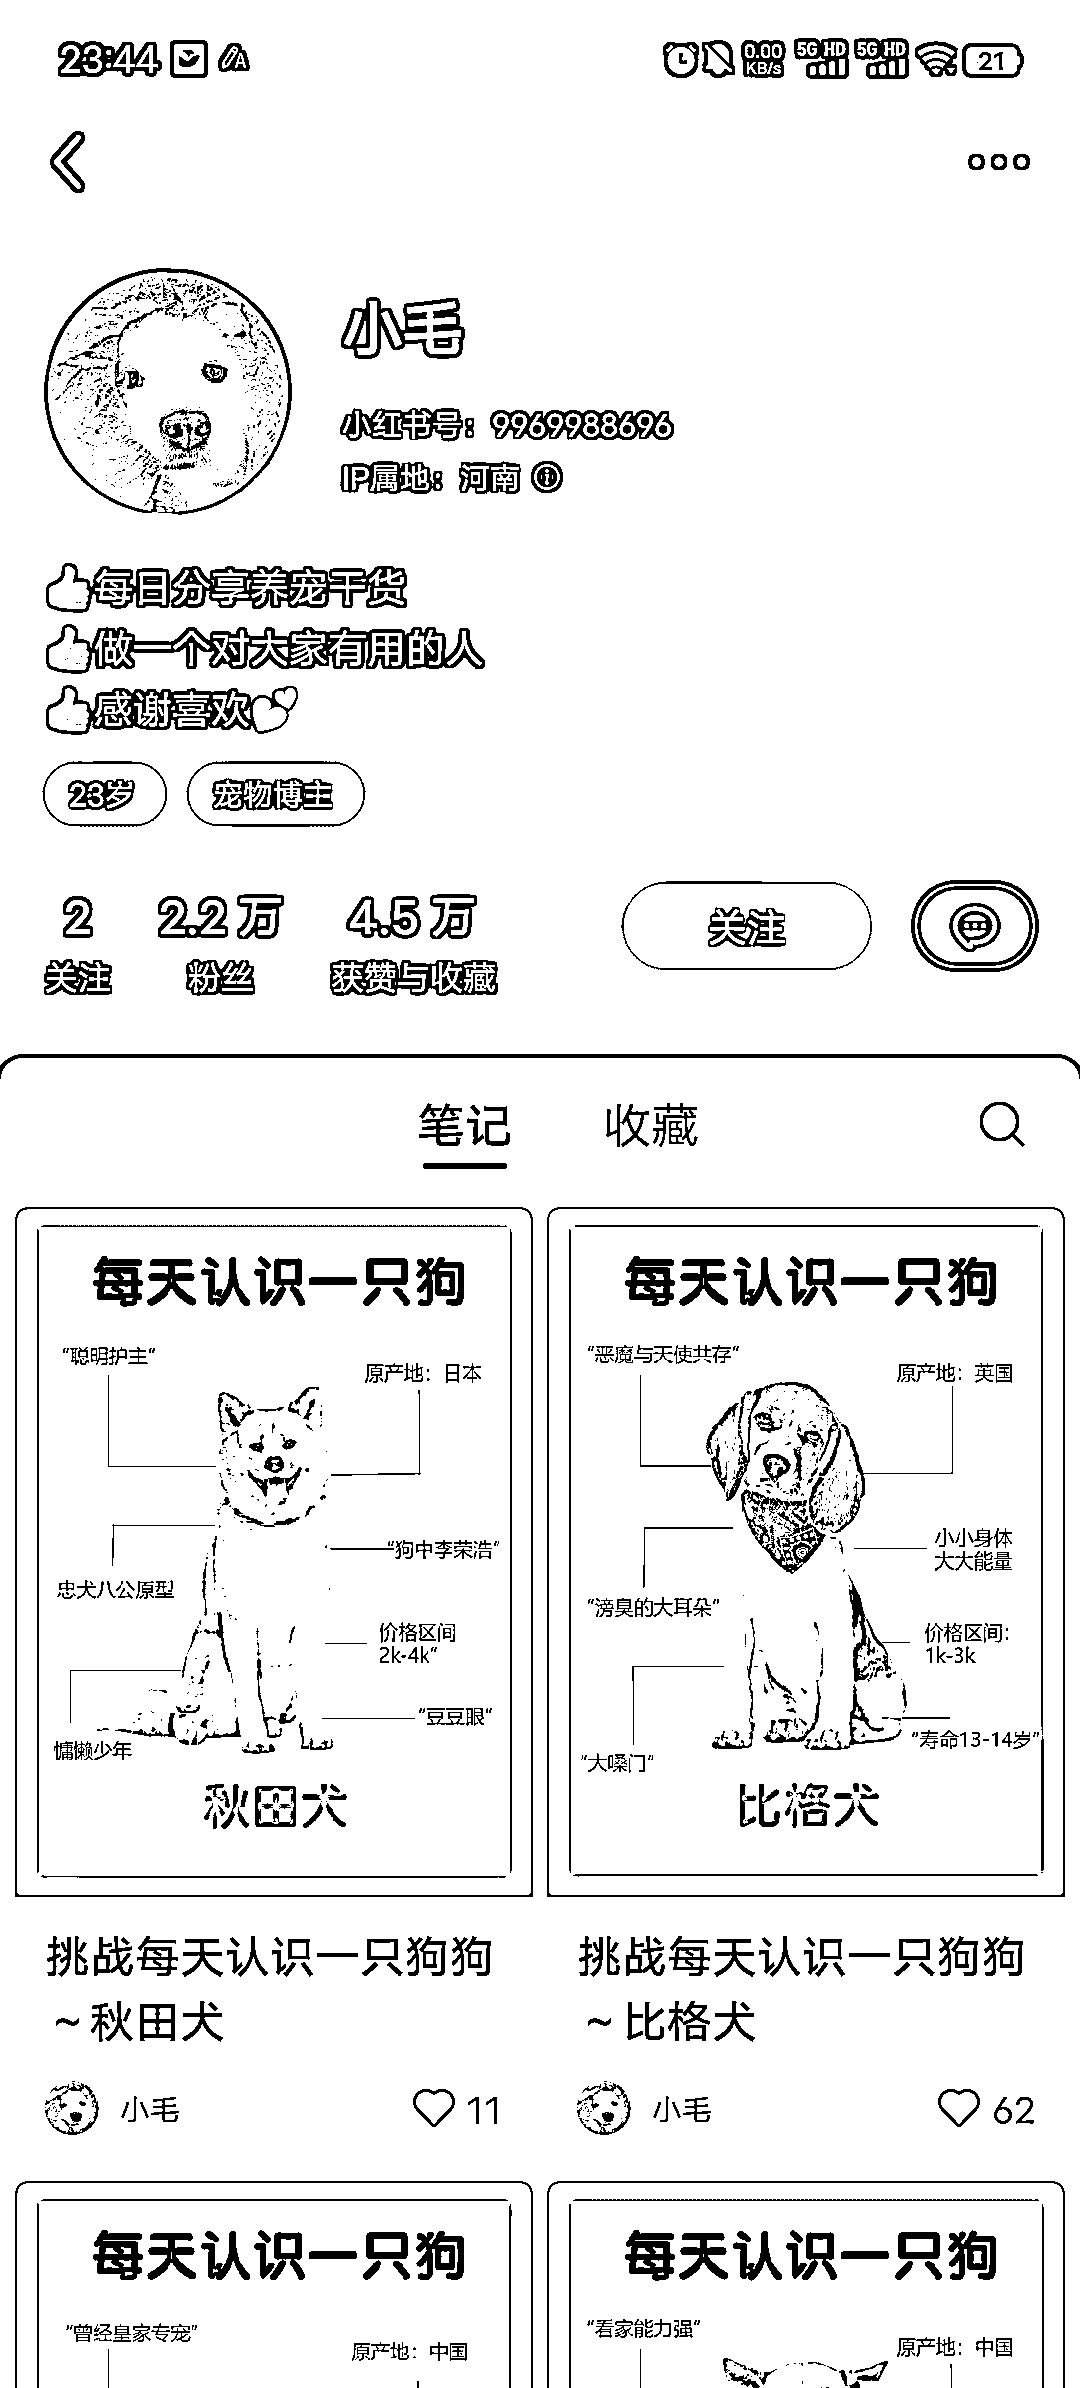 23:44
0.00 KB/s 5G HD 5G HD 21
小毛
小红书号：9969988696
IP属地：河南
每日分享养宠干货
做一个对大家有用的人
感谢喜欢
23岁 宠物博主
2 2.2万 4.5万
关注 粉丝 获赞与收藏
关注
笔记 收藏
每天认识一只狗
“聪明护主”
原产地：日本
“狗中李荣浩”
忠犬八公原型
价格区间
2k-4k”
“豆豆眼”
慵懒少年
秋田犬
挑战每天认识一只狗狗
~秋田犬
小毛 11
每天认识一只狗
“恶魔与天使共存”
原产地：英国
小小身体
大大能量
“滂臭的大耳朵”
价格区间：
1k-3k
“寿命13-14岁”
“大嗓门”
比格犬
挑战每天认识一只狗狗
~比格犬
小毛 62
每天认识一只狗
“曾经皇家专宠”
原产地：中国
每天认识一只狗
“看家能力强”
原产地：中国